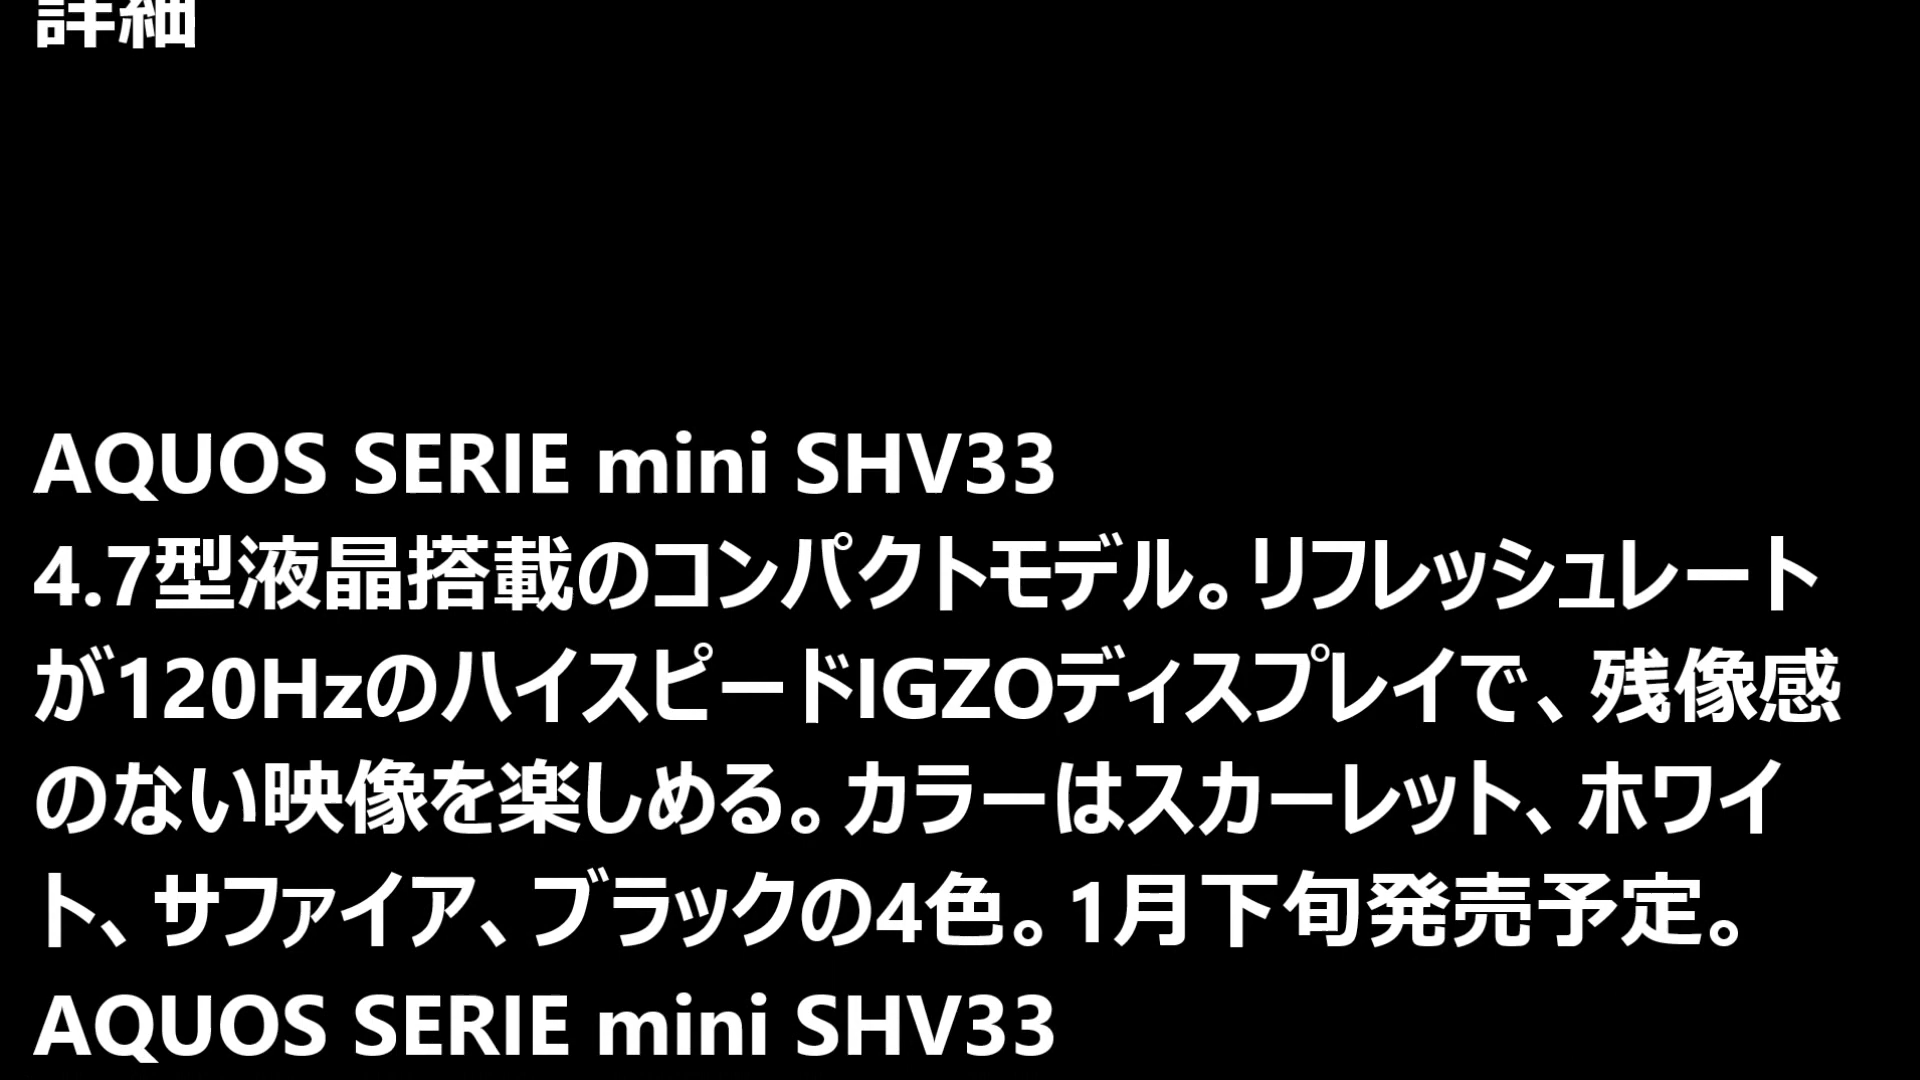 詳細
AQUOS SERIE mini SHV33
4.7型液晶搭載のコンパクトモデル。リフレッシュレート
が120HzのハイスピードIGZOディスプレイで、残像感
のない映像を楽しめる。カラーはスカーレット、ホワイ
ト、サファイア、ブラックの4色。1月下旬発売予定。
AQUOS SERIE mini SHV33